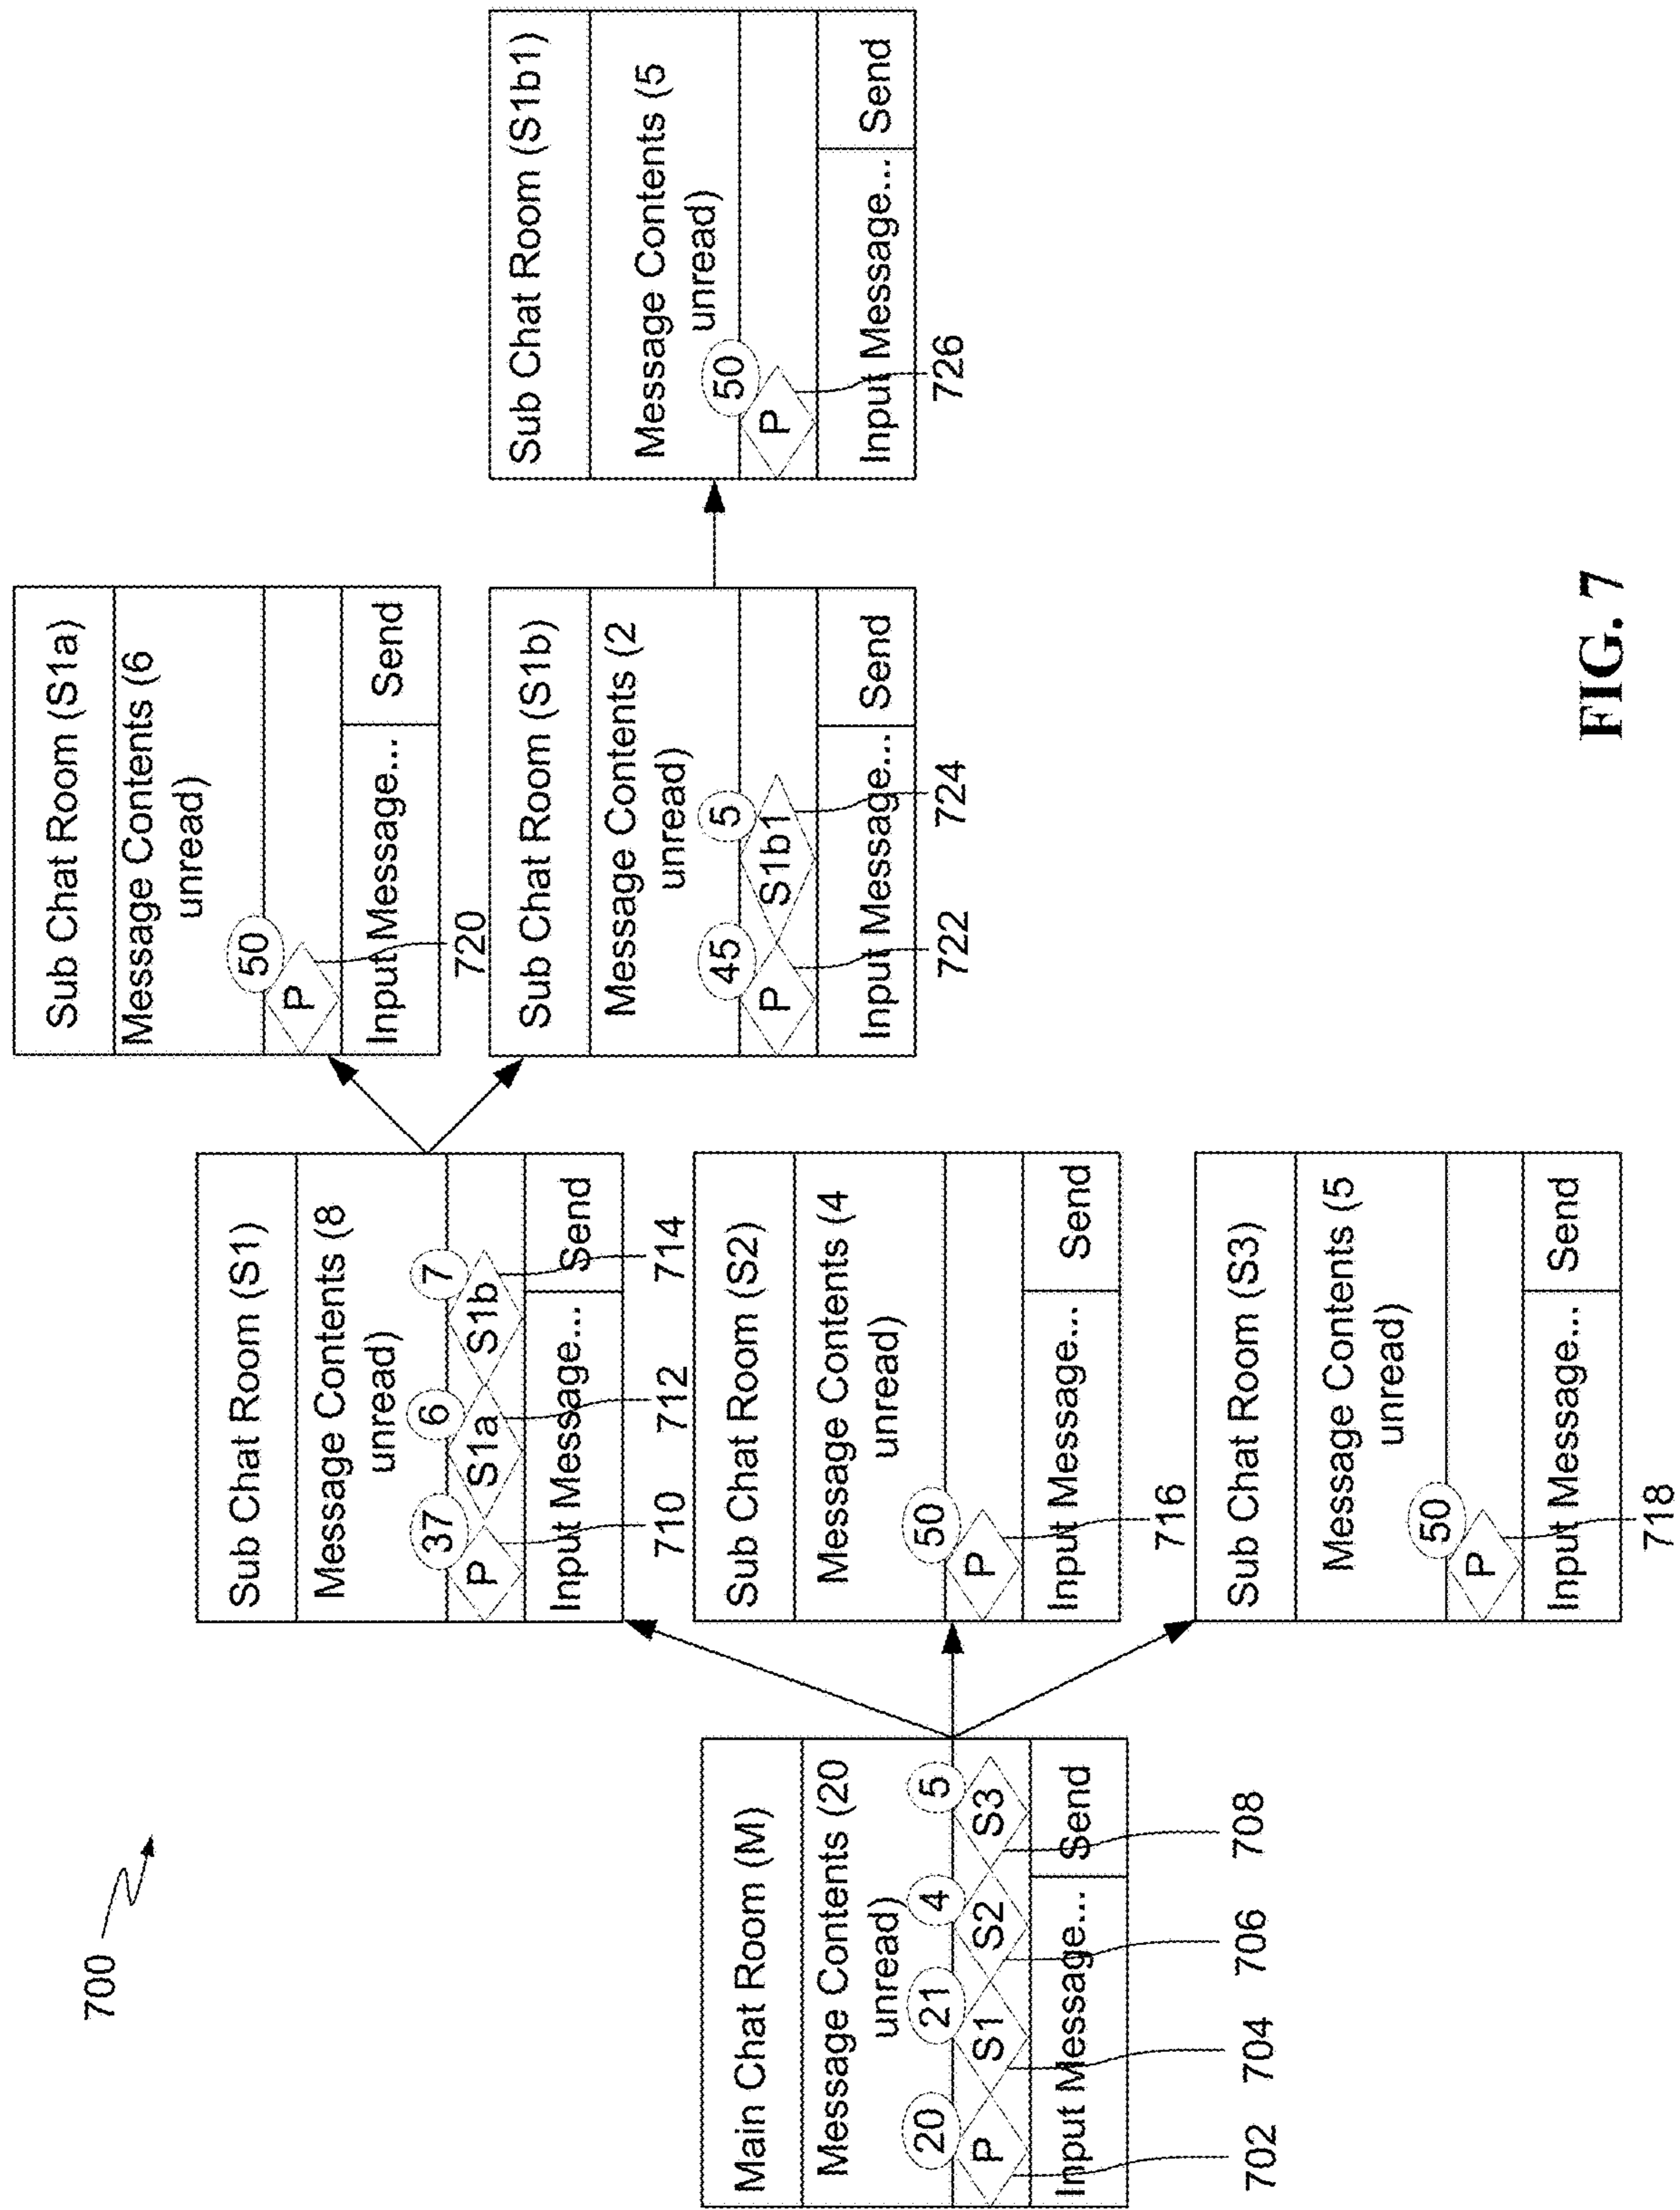 700
Main Chat Room (M)
Message Contents (20
unread)
20
21
4
5
P
S1
S2
S3
Input Message...
Send
702
704
706
708
Sub Chat Room (S1)
Message Contents (8
unread)
37
6
7
P
S1a
S1b
Input Message...
Send
710
712
714
Sub Chat Room (S2)
Message Contents (4
unread)
50
P
Input Message...
Send
716
Sub Chat Room (S3)
Message Contents (5
unread)
50
P
Input Message...
Send
718
Sub Chat Room (S1a)
Message Contents (6
unread)
50
P
Input Message...
Send
720
Sub Chat Room (S1b)
Message Contents (2
unread)
45
5
P
S1b1
Input Message...
Send
722
724
Sub Chat Room (S1b1)
Message Contents (5
unread)
50
P
Input Message...
Send
726
FIG. 7